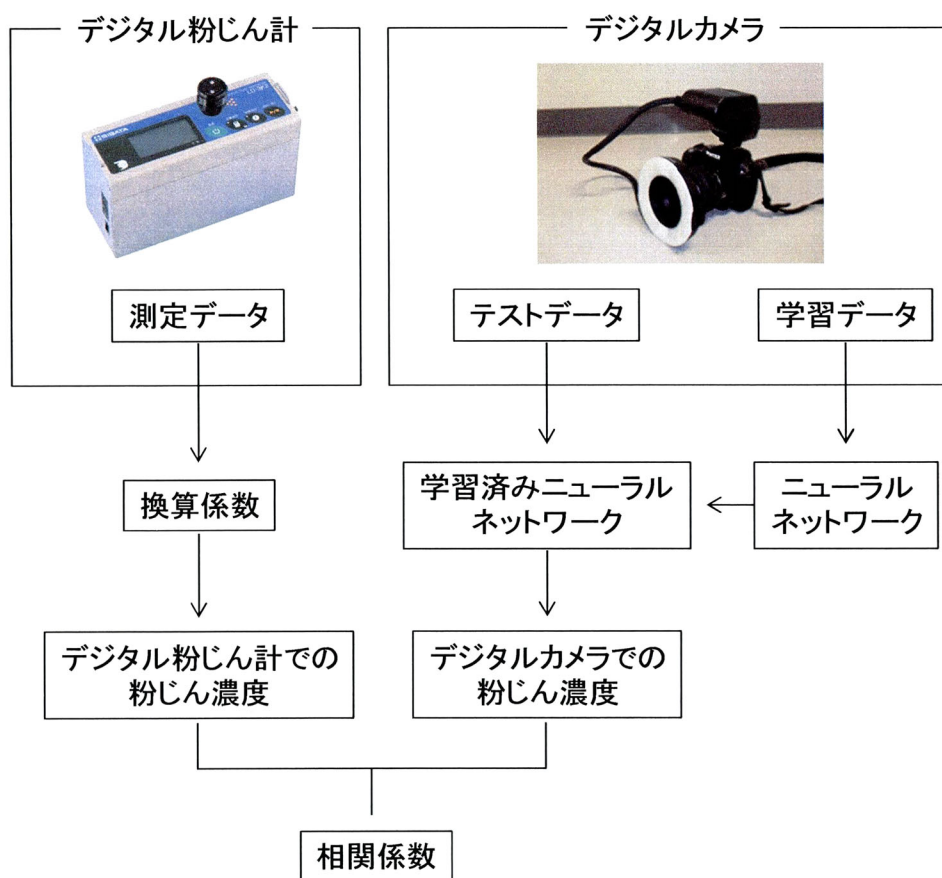 デジタル粉じん計
デジタルカメラ
SIBATA
測定データ
テストデータ
学習データ
換算係数
学習済みニューラル
ネットワーク
ニューラル
ネットワーク
デジタル粉じん計での
粉じん濃度
デジタルカメラでの
粉じん濃度
相関係数